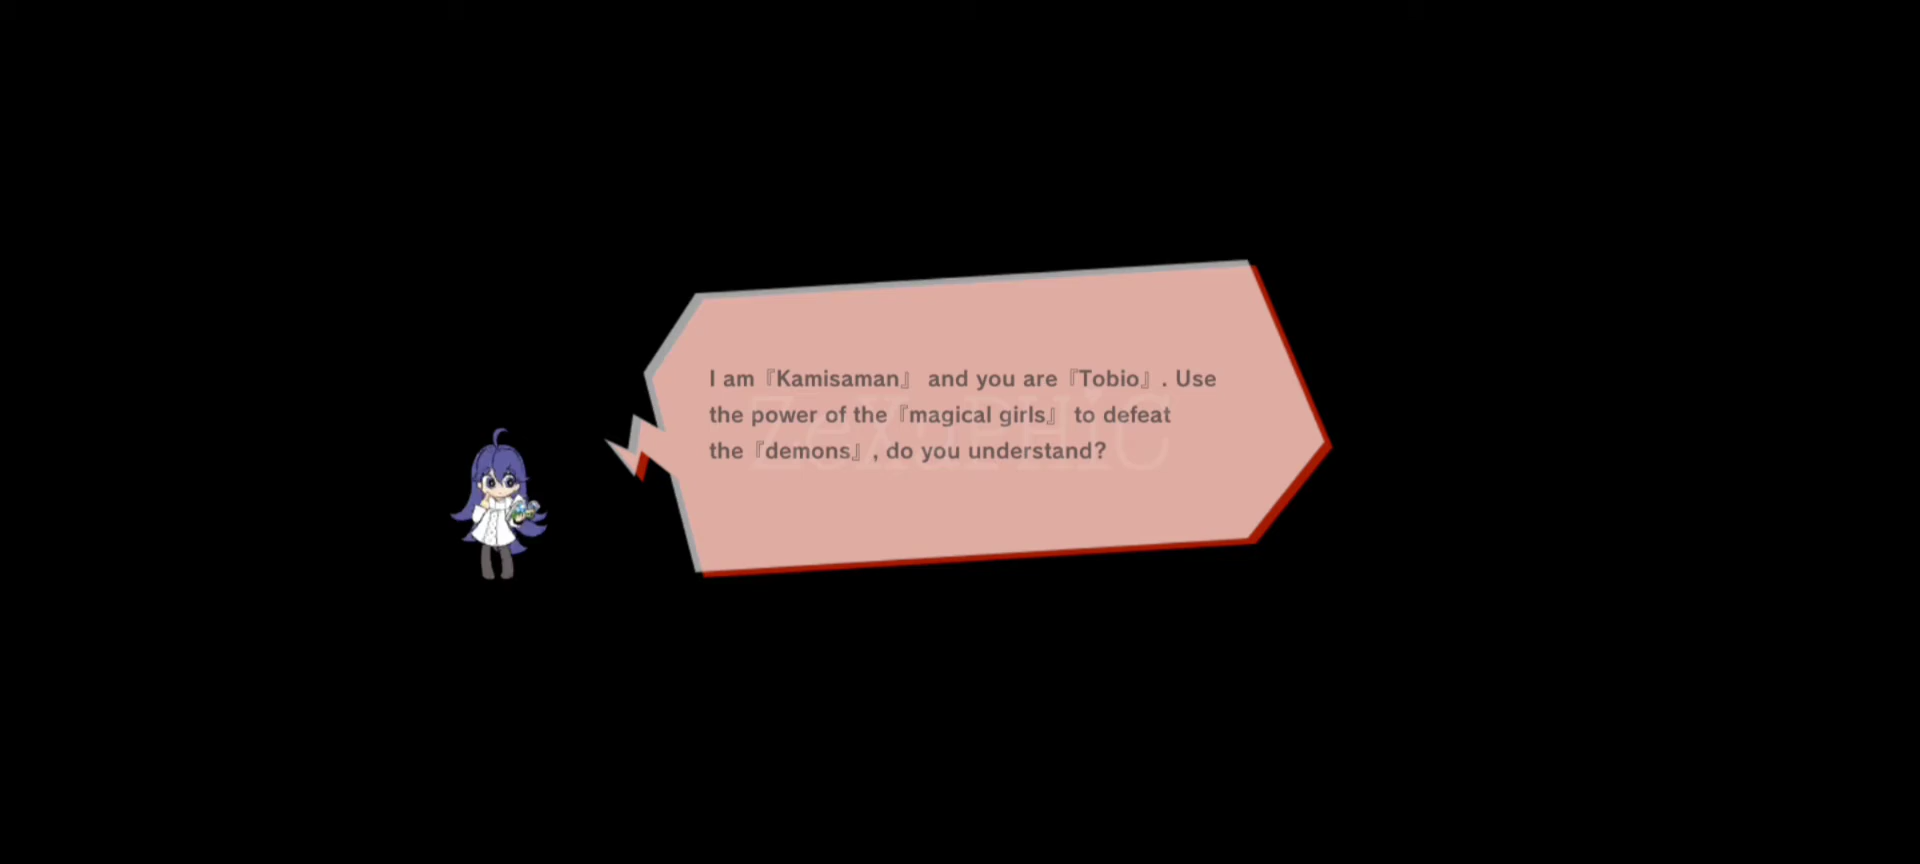 I am『Kamisaman』 and you are『Tobio』. Use
the power of the『magical girls』 to defeat
the『demons』, do you understand?
ZexaPHiC